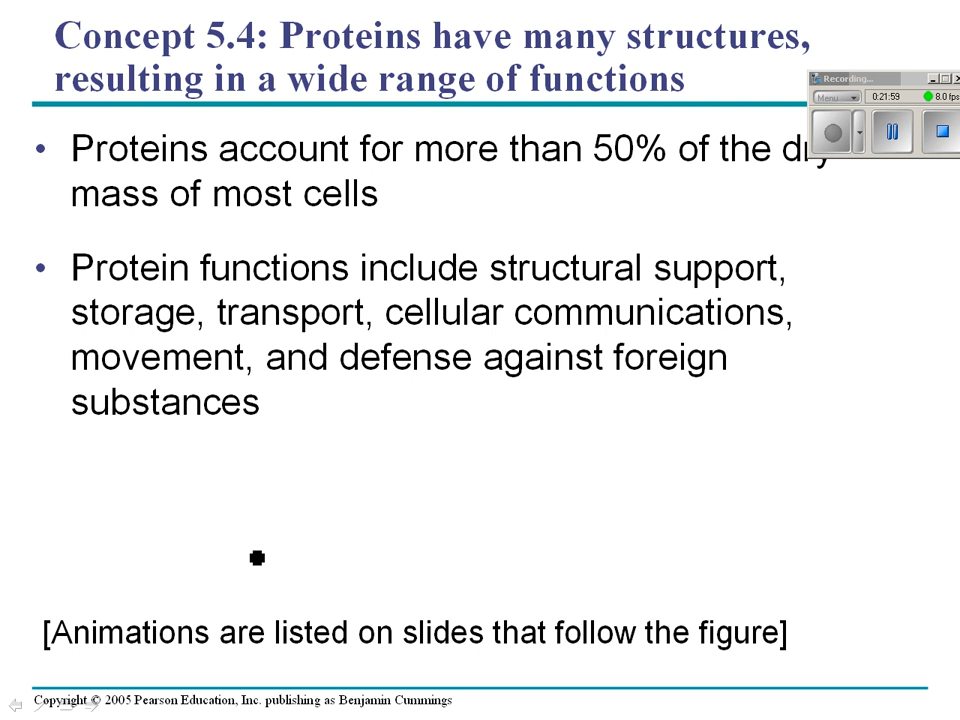 Concept 5.4: Proteins have many structures,
resulting in a wide range of functions
Recording...
Menu
0:21:59
8.0 fps
• Proteins account for more than 50% of the dry
mass of most cells
• Protein functions include structural support,
storage, transport, cellular communications,
movement, and defense against foreign
substances
[Animations are listed on slides that follow the figure]
Copyright © 2005 Pearson Education, Inc. publishing as Benjamin Cummings